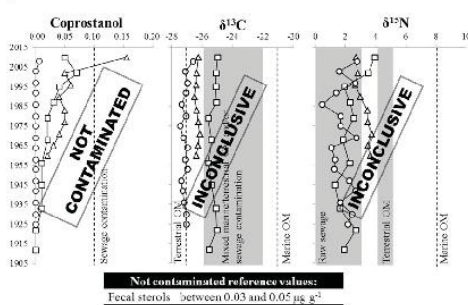 Coprostanol δ¹³C δ¹⁵N
0.00 0.05 0.10 0.15 0.20 -28 -26 -24 -22 -20 0 2 4 6 8 10
2015
2005
1995
1985
1975
1965
1955
1945
1935
1925
1915
1905
NOT
CONTAMINATED
Sewage contamination
INCONCLUSIVE
Terrestrial OM
Mixed marine/terrestrial
sewage contamination
Marine OM
INCONCLUSIVE
Raw sewage
Terrestrial OM
Marine OM
Not contaminated reference values:
Fecal sterols between 0.03 and 0.05 µg g⁻¹